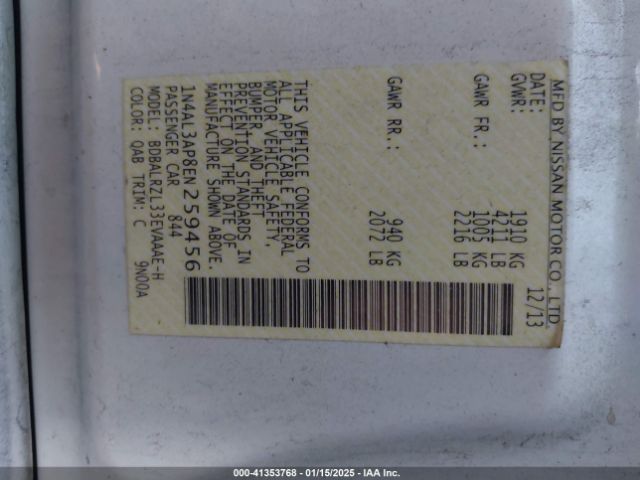 MFD BY NISSAN MOTOR CO., LTD.
DATE: 12/13
GVWR: 1910 KG
4211 LB
GAWR FR.: 1005 KG
2216 LB
GAWR RR.: 940 KG
2072 LB
THIS VEHICLE CONFORMS TO
ALL APPLICABLE FEDERAL
MOTOR VEHICLE SAFETY,
BUMPER, AND THEFT
PREVENTION STANDARDS IN
EFFECT ON THE DATE OF
MANUFACTURE SHOWN ABOVE.
1N4AL3AP8EN259456
PASSENGER CAR 844
MODEL: BDBALRZL33EVAAAE-H
COLOR: QAB TRIM: C 9N00A
000-41353768 - 01/15/2025 - IAA Inc.